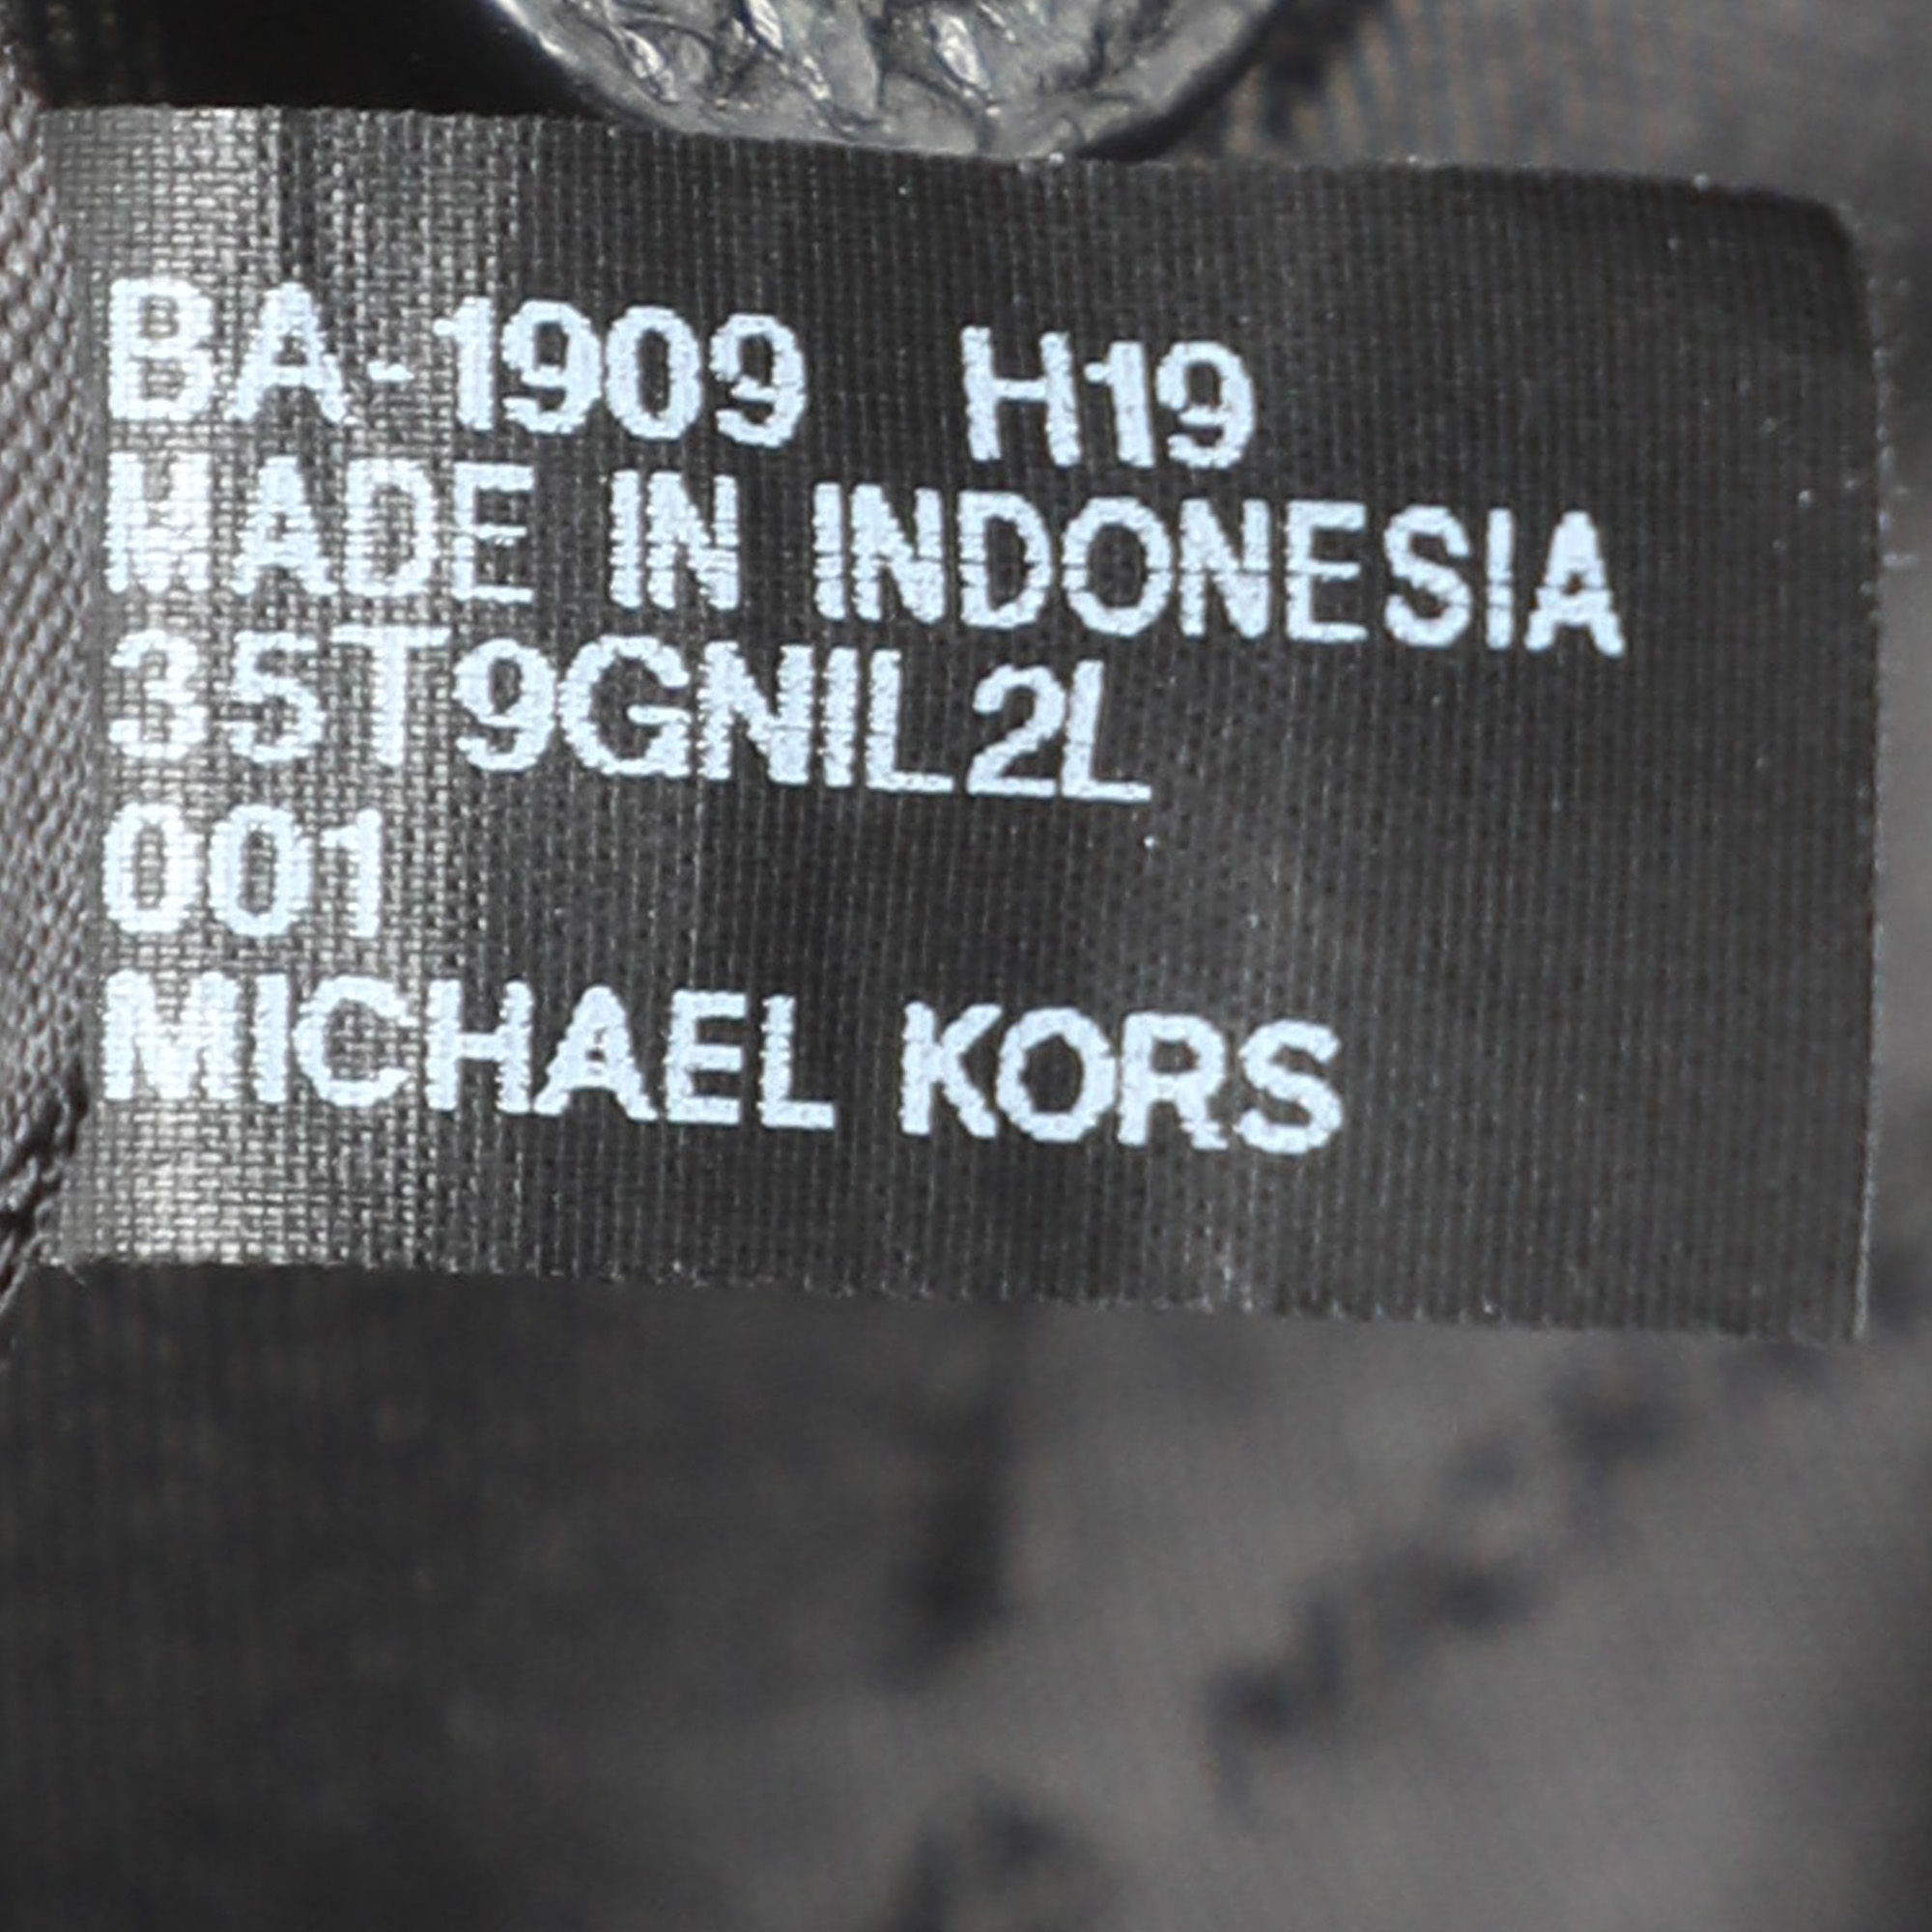 BA-1909 H19
MADE IN INDONESIA
35T9GNIL2L
001
MICHAEL KORS